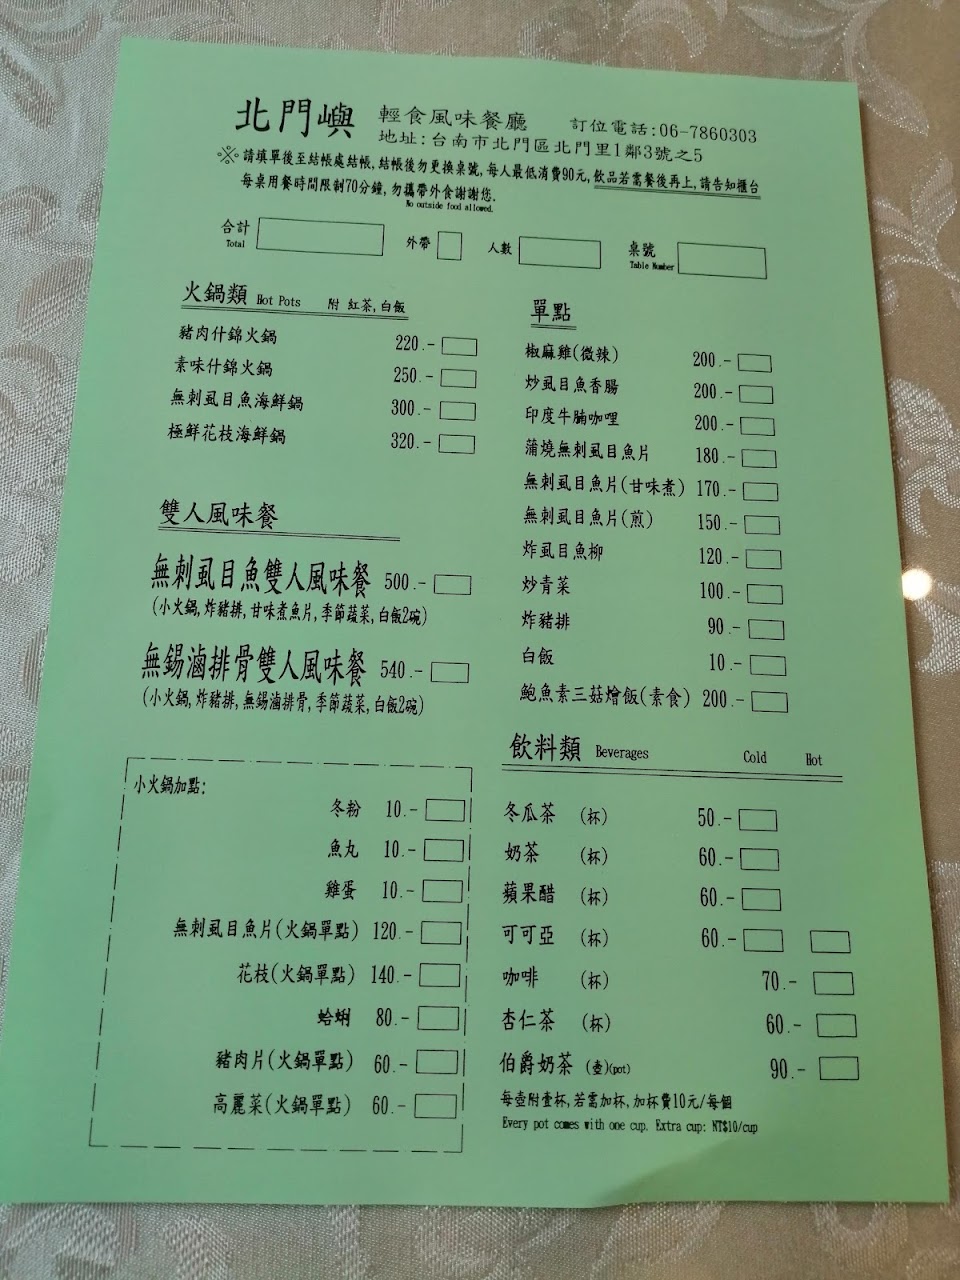 北門嶼 輕食風味餐廳 訂位電話:06-7860303
地址:台南市北門區北門里1鄰3號之5
※請填單後至結帳處結帳,結帳後勿更換桌號,每人最低消費90元,飲品若需餐後再上,請告知櫃台
每桌用餐時間限制70分鐘,勿攜帶外食謝謝您.
No outside food allowed.
合計 Total 外帶 人數 桌號 Table Number
火鍋類 Hot Pots 附 紅茶,白飯
豬肉什錦火鍋 220.-
素味什錦火鍋 250.-
無刺虱目魚海鮮鍋 300.-
極鮮花枝海鮮鍋 320.-
雙人風味餐
無刺虱目魚雙人風味餐 500.-
(小火鍋,炸豬排,甘味煮魚片,季節蔬菜,白飯2碗)
無錫滷排骨雙人風味餐 540.-
(小火鍋,炸豬排,無錫滷排骨,季節蔬菜,白飯2碗)
小火鍋加點:
冬粉 10.-
魚丸 10.-
雞蛋 10.-
無刺虱目魚片(火鍋單點) 120.-
花枝(火鍋單點) 140.-
蛤蜊 80.-
豬肉片(火鍋單點) 60.-
高麗菜(火鍋單點) 60.-
單點
椒麻雞(微辣) 200.-
炒虱目魚香腸 200.-
印度牛腩咖哩 200.-
蒲燒無刺虱目魚片 180.-
無刺虱目魚片(甘味煮) 170.-
無刺虱目魚片(煎) 150.-
炸虱目魚柳 120.-
炒青菜 100.-
炸豬排 90.-
白飯 10.-
鮑魚素三菇燴飯(素食) 200.-
飲料類 Beverages Cold Hot
冬瓜茶 (杯) 50.-
奶茶 (杯) 60.-
蘋果醋 (杯) 60.-
可可亞 (杯) 60.-
咖啡 (杯) 70.-
杏仁茶 (杯) 60.-
伯爵奶茶 (壺)(pot) 90.-
每壺附壹杯,若需加杯,加杯費10元/每個
Every pot comes with one cup. Extra cup: NT$10/cup